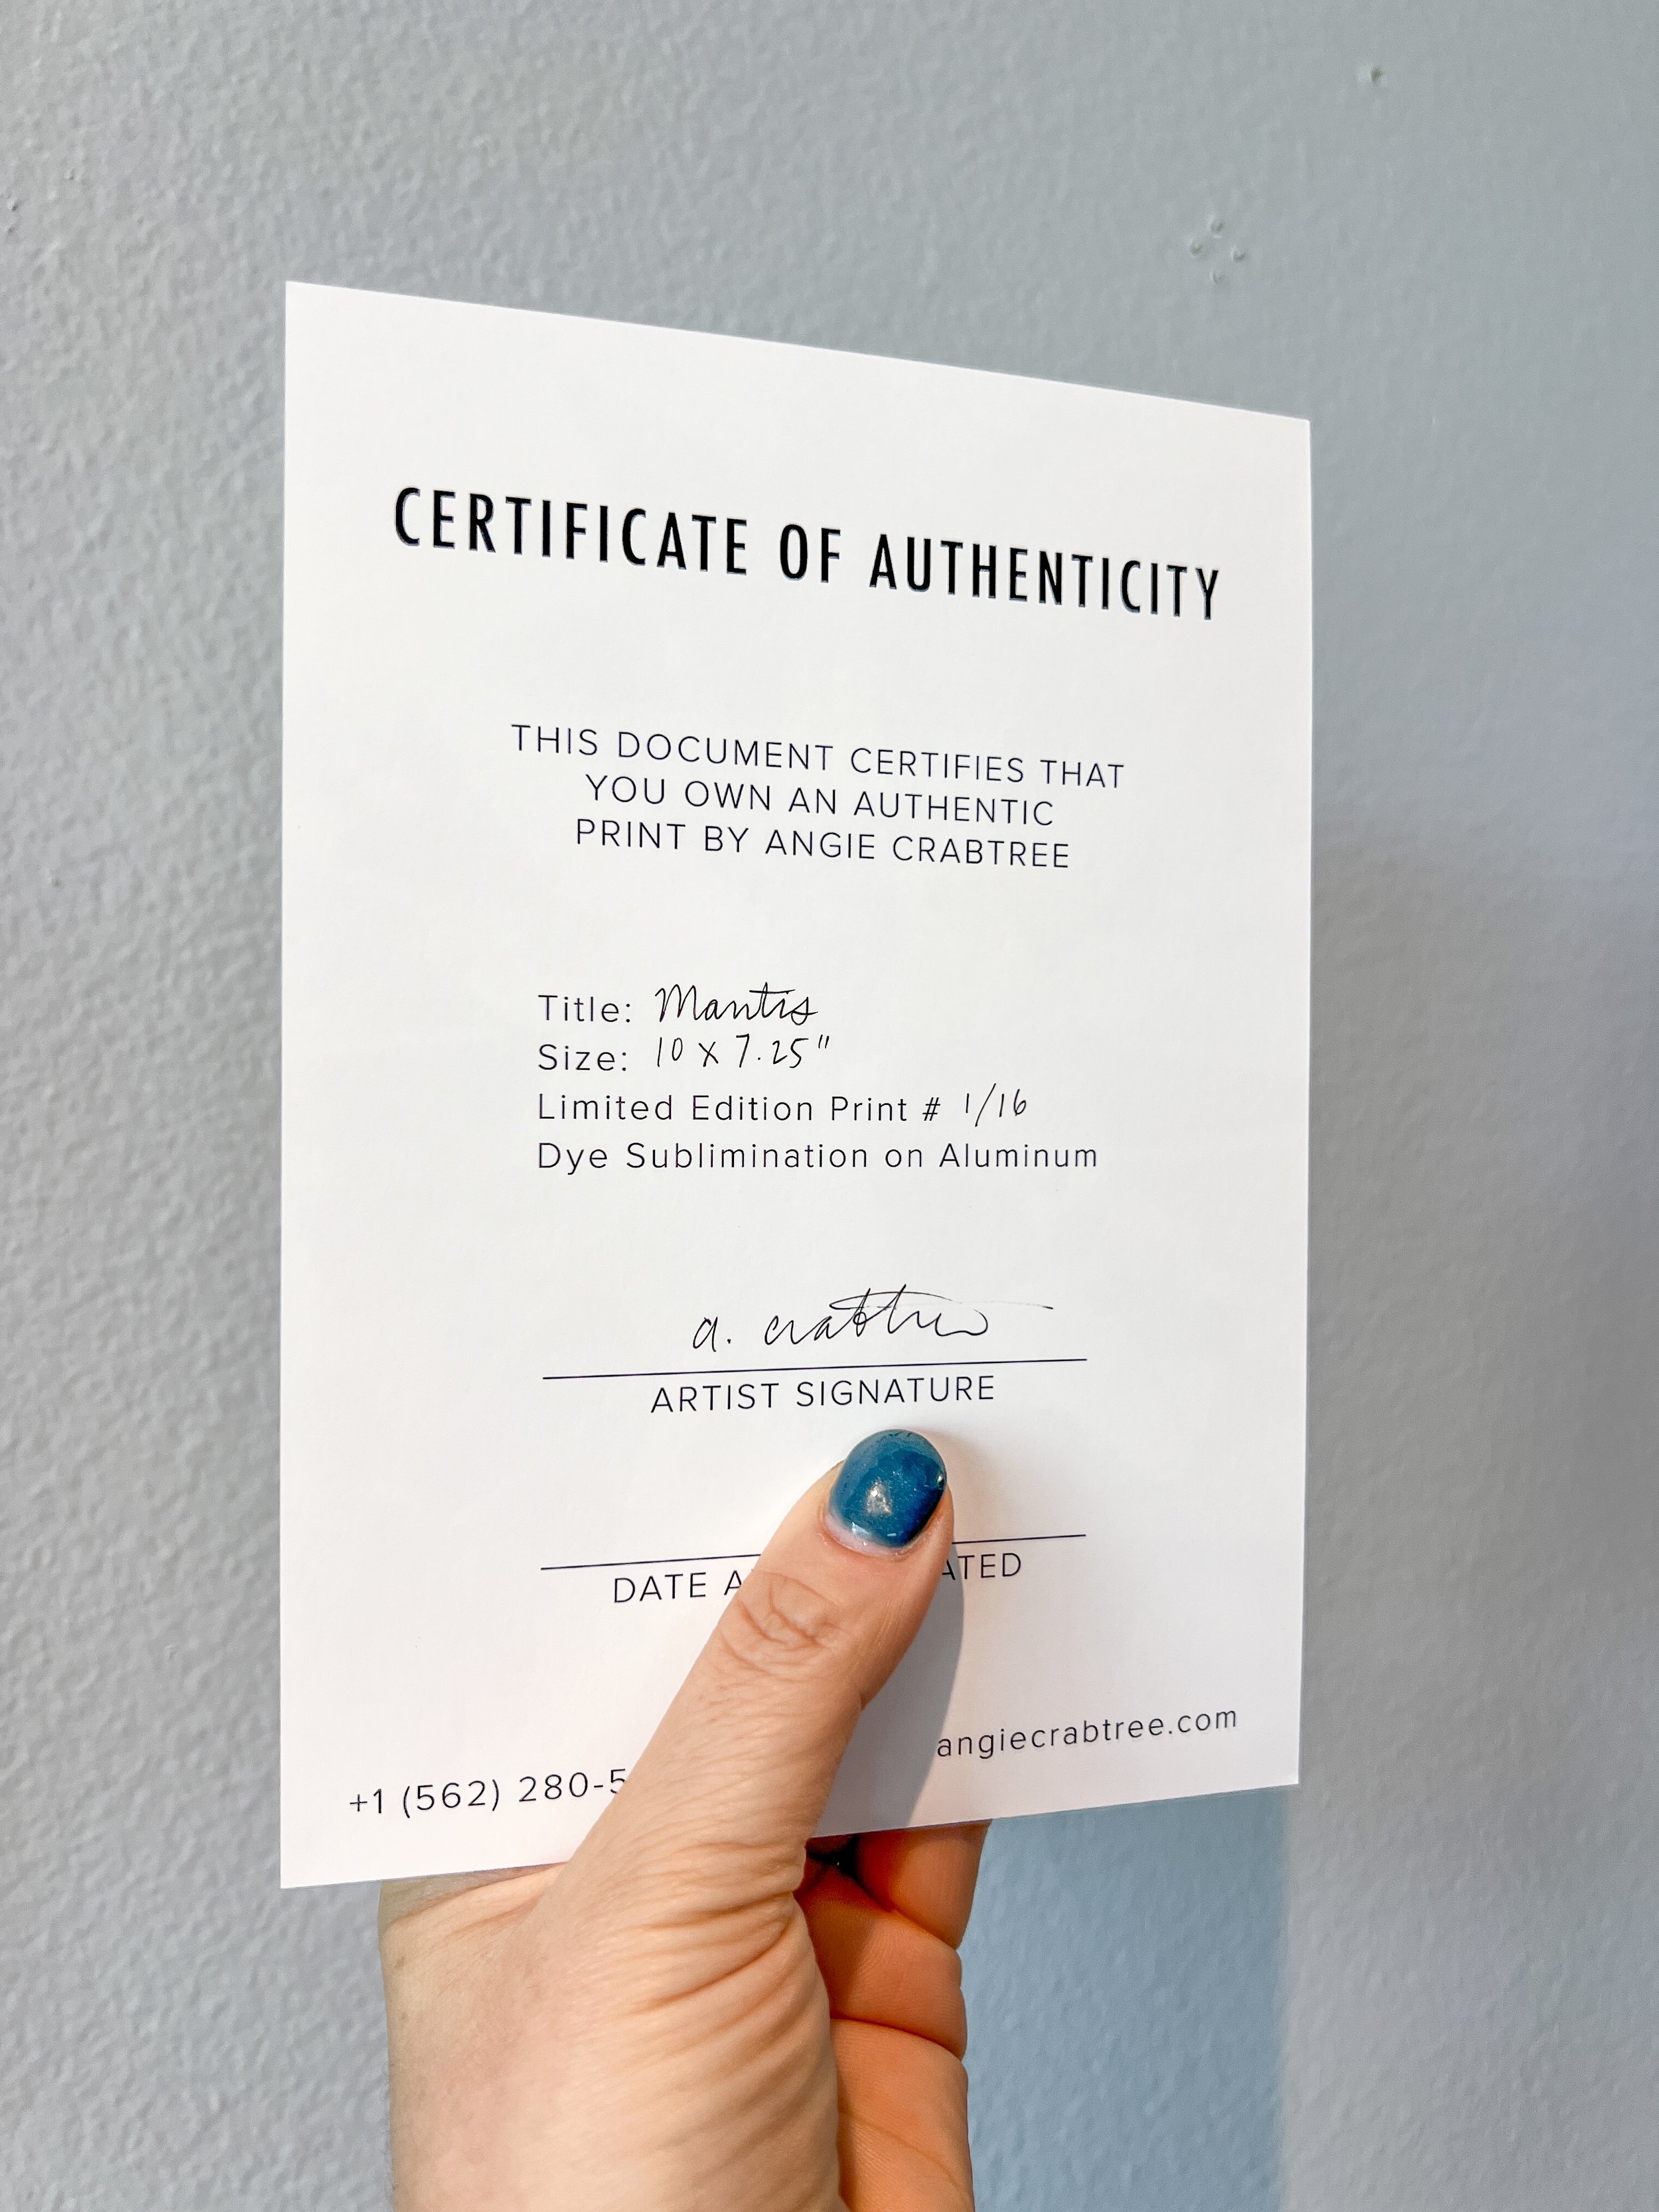 CERTIFICATE OF AUTHENTICITY
THIS DOCUMENT CERTIFIES THAT
YOU OWN AN AUTHENTIC
PRINT BY ANGIE CRABTREE
Title: Mantis
Size: 10 x 7.25"
Limited Edition Print # 1/16
Dye Sublimination on Aluminum
a. crabtree
ARTIST SIGNATURE
DATE
+1 (562) 280-5
angiecrabtree.com